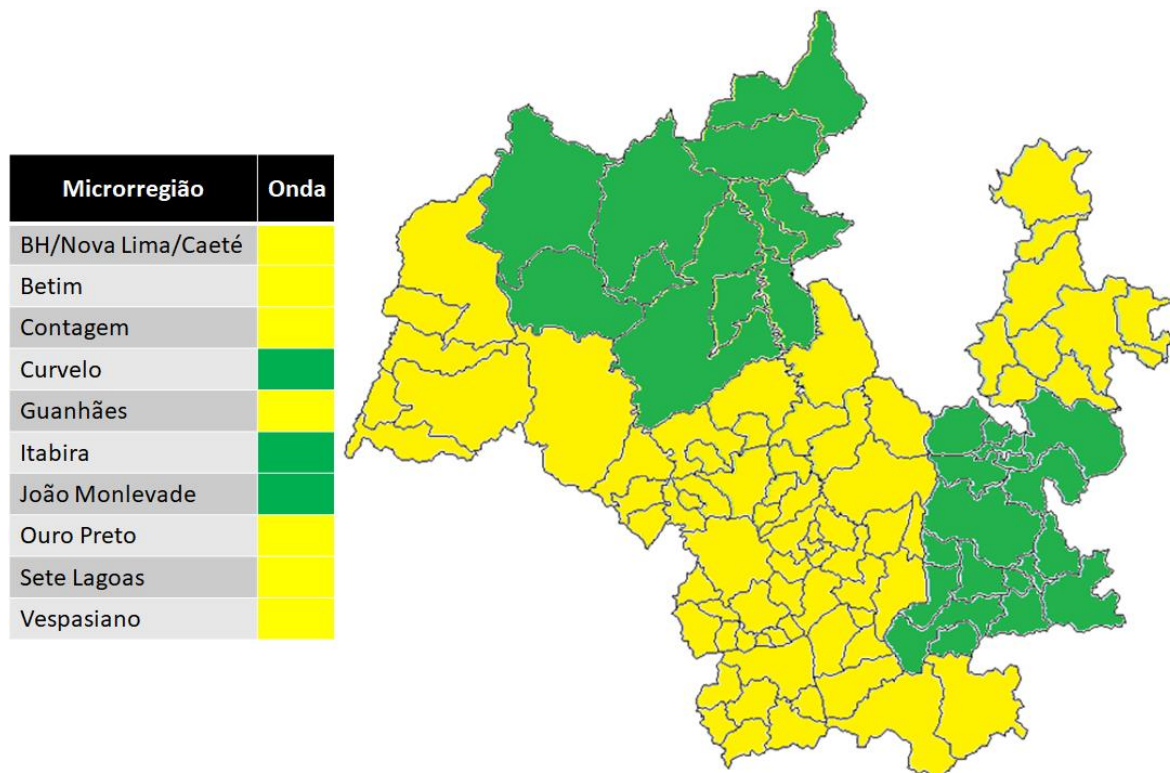 Microrregião Onda
BH/Nova Lima/Caeté
Betim
Contagem
Curvelo
Guanhães
Itabira
João Monlevade
Ouro Preto
Sete Lagoas
Vespasiano